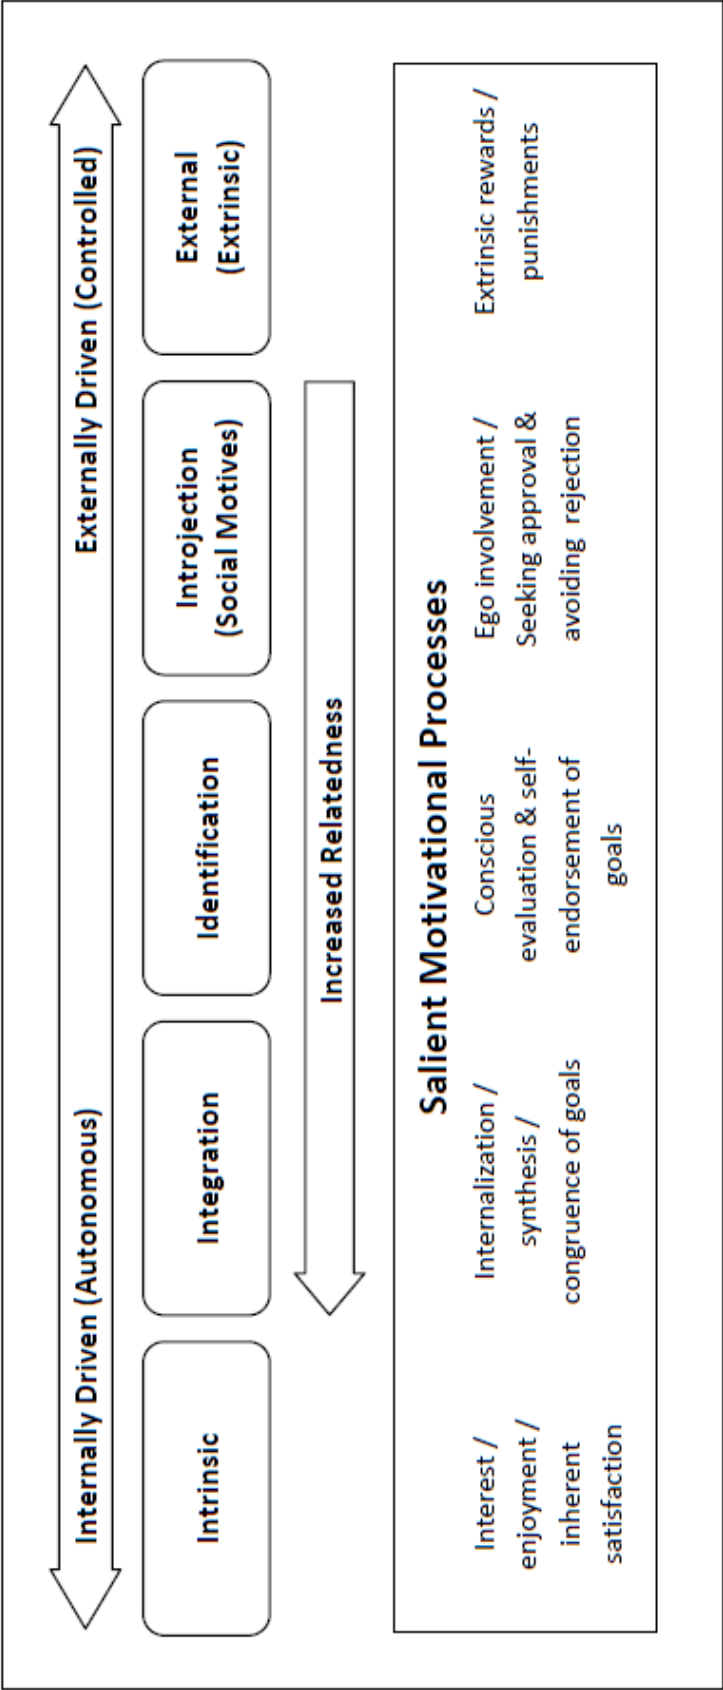 Internally Driven (Autonomous)
Externally Driven (Controlled)
Intrinsic
Integration
Identification
Introjection
(Social Motives)
External
(Extrinsic)
Increased Relatedness
Salient Motivational Processes
Interest /
enjoyment /
inherent
satisfaction
Internalization /
synthesis /
congruence of goals
Conscious
evaluation & self-
endorsement of
goals
Ego involvement /
Seeking approval &
avoiding rejection
Extrinsic rewards /
punishments